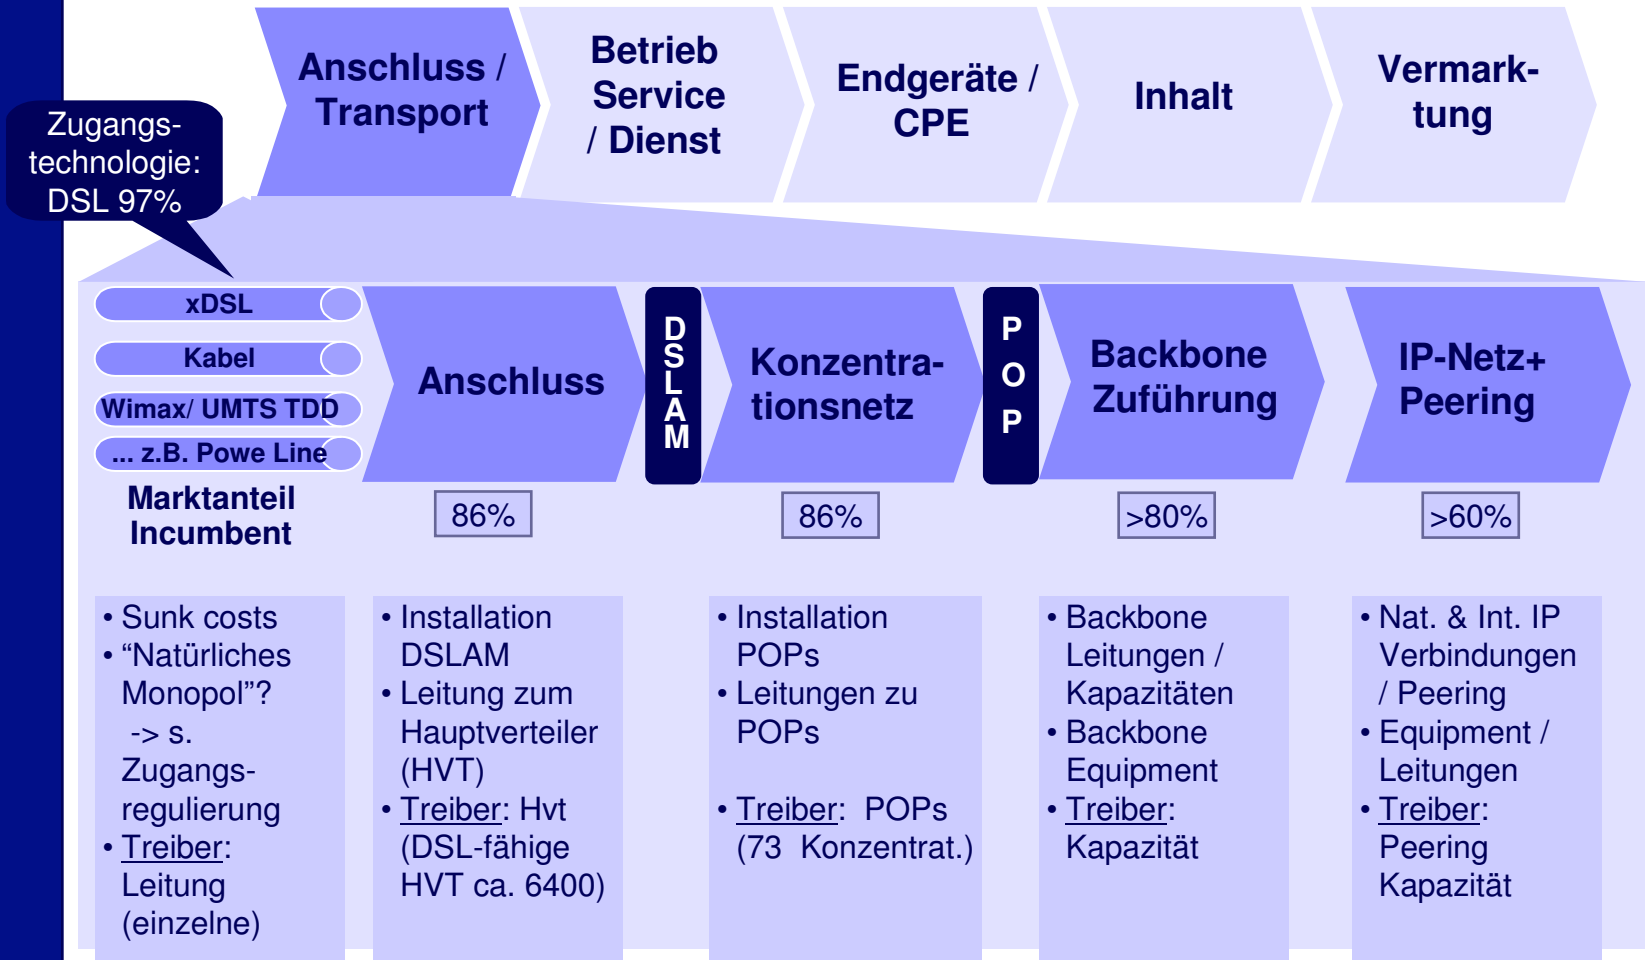 Anschluss /
Transport
Betrieb
Service
/ Dienst
Endgeräte /
CPE
Inhalt
Vermark-
tung
Zugangs-
technologie:
DSL 97%
xDSL
Kabel
Wimax/ UMTS TDD
... z.B. Powe Line
Anschluss
D
S
L
A
M
Konzentra-
tionsnetz
P
O
P
Backbone
Zuführung
IP-Netz+
Peering
Marktanteil
Incumbent
86%
86%
>80%
>60%
• Sunk costs
• “Natürliches
Monopol”?
-> s.
Zugangs-
regulierung
• Treiber:
Leitung
(einzelne)
• Installation
DSLAM
• Leitung zum
Hauptverteiler
(HVT)
• Treiber: Hvt
(DSL-fähige
HVT ca. 6400)
• Installation
POPs
• Leitungen zu
POPs
• Treiber: POPs
(73 Konzentrat.)
• Backbone
Leitungen /
Kapazitäten
• Backbone
Equipment
• Treiber:
Kapazität
• Nat. & Int. IP
Verbindungen
/ Peering
• Equipment /
Leitungen
• Treiber:
Peering
Kapazität